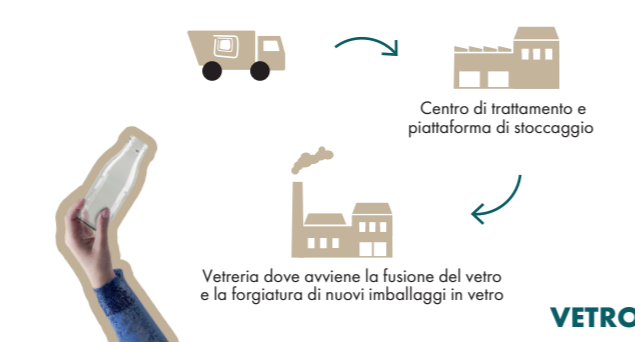 Centro di trattamento e
piattaforma di stoccaggio
Vetreria dove avviene la fusione del vetro
e la forgiatura di nuovi imballaggi in vetro
VETRO